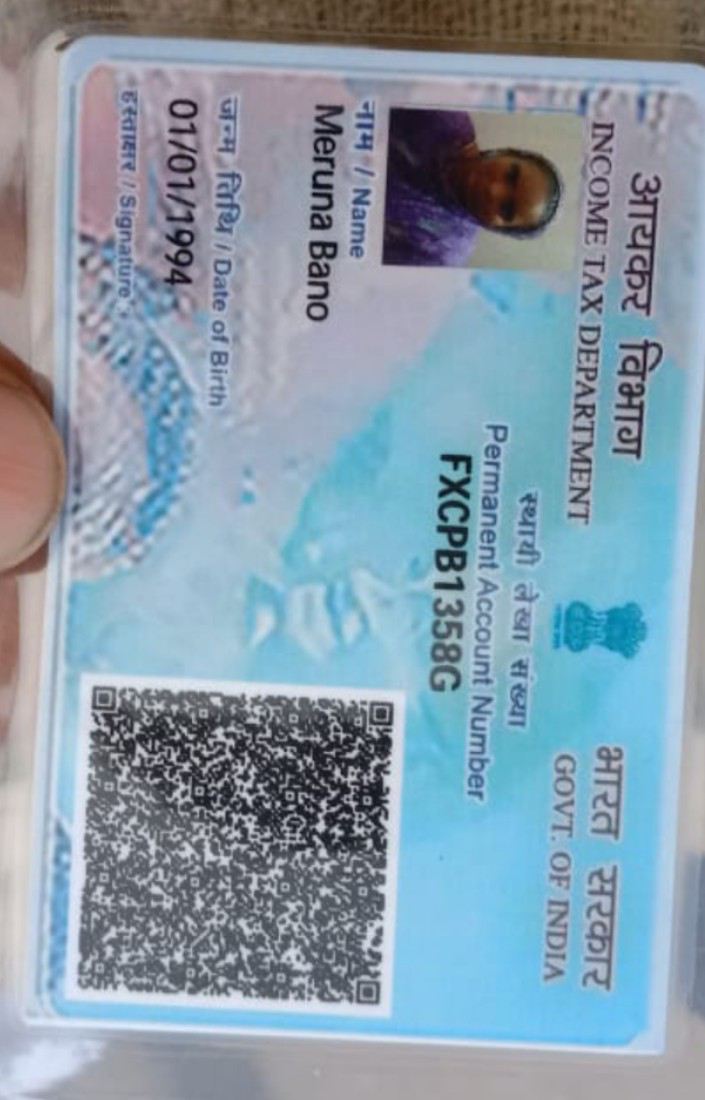 आयकर विभाग
INCOME TAX DEPARTMENT
भारत सरकार
GOVT. OF INDIA
स्थायी लेखा संख्या
Permanent Account Number
FXCPB1358G
नाम / Name
Meruna Bano
जन्म तिथि / Date of Birth
01/01/1994
हस्ताक्षर / Signature